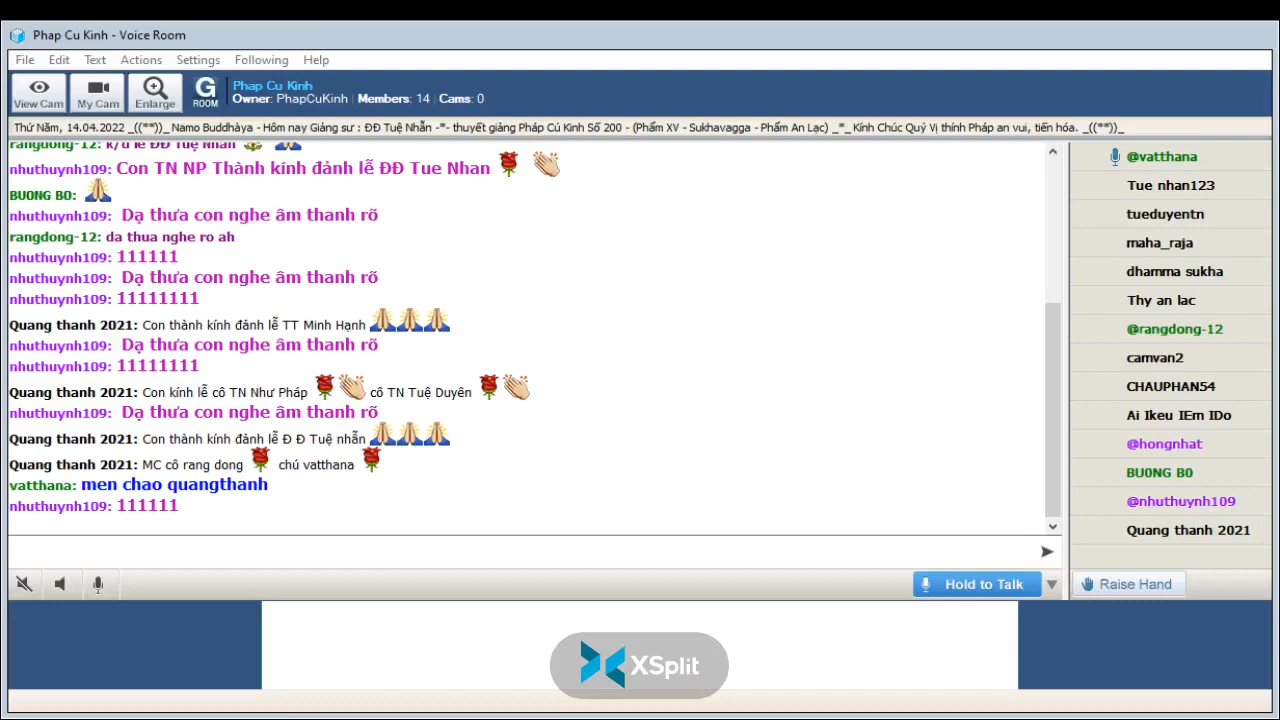 Phap Cu Kinh - Voice Room
File Edit Text Actions Settings Following Help
View Cam My Cam Enlarge G ROOM
Phap Cu Kinh
Owner: PhapCuKinh Members: 14 Cams: 0
Thứ Năm, 14.04.2022 _((**))_ Namo Buddhàya - Hôm nay Giảng sư : ĐĐ Tuệ Nhẫn -*- thuyết giảng Pháp Cú Kinh Số 200 - (Phẩm XV - Sukhavagga - Phẩm An Lạc) _*_ Kính Chúc Quý Vị thính Pháp an vui, tiến hóa. _((**))_
rangdong-12: k/đ lễ ĐĐ Tuệ Nhẫn
nhuthuynh109: Con TN NP Thành kính đảnh lễ ĐĐ Tue Nhan
BUONG BO:
nhuthuynh109: Dạ thưa con nghe âm thanh rõ
rangdong-12: da thua nghe ro ah
nhuthuynh109: 111111
nhuthuynh109: Dạ thưa con nghe âm thanh rõ
nhuthuynh109: 11111111
Quang thanh 2021: Con thành kính đảnh lễ TT Minh Hạnh
nhuthuynh109: Dạ thưa con nghe âm thanh rõ
nhuthuynh109: 11111111
Quang thanh 2021: Con kính lễ cô TN Như Pháp cô TN Tuệ Duyên
nhuthuynh109: Dạ thưa con nghe âm thanh rõ
Quang thanh 2021: Con thành kính đảnh lễ Đ Đ Tuệ nhẫn
Quang thanh 2021: MC cô rang dong chú vatthana
vatthana: men chao quangthanh
nhuthuynh109: 111111
@vatthana
Tue nhan123
tueduyentn
maha_raja
dhamma sukha
Thy an lac
@rangdong-12
camvan2
CHAUPHAN54
Ai lkeu IEm IDo
@hongnhat
BU0NG B0
@nhuthuynh109
Quang thanh 2021
Hold to Talk
Raise Hand
XSplit